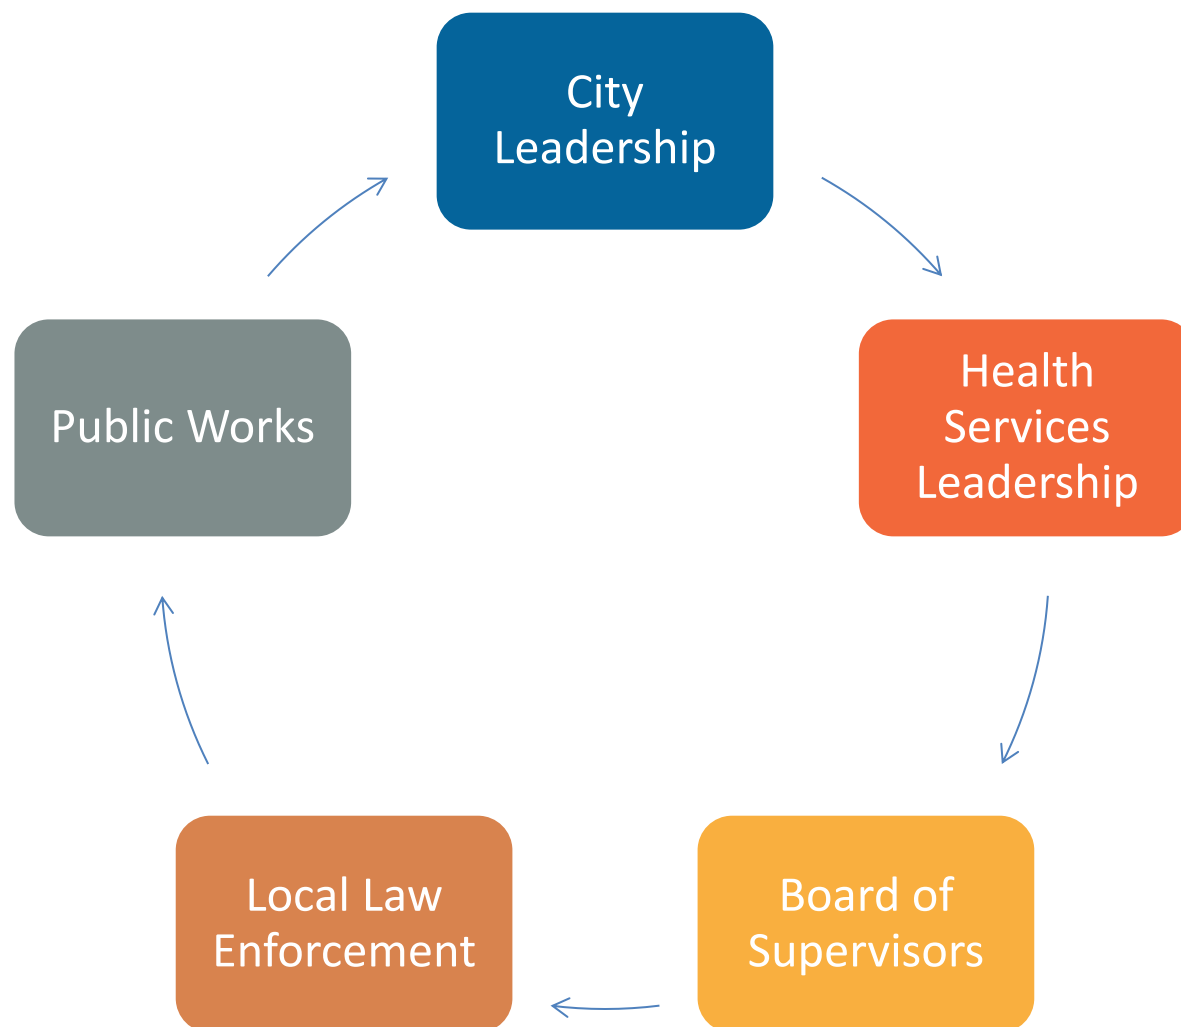 City
Leadership
Health
Services
Leadership
Public Works
Local Law
Enforcement
Board of
Supervisors